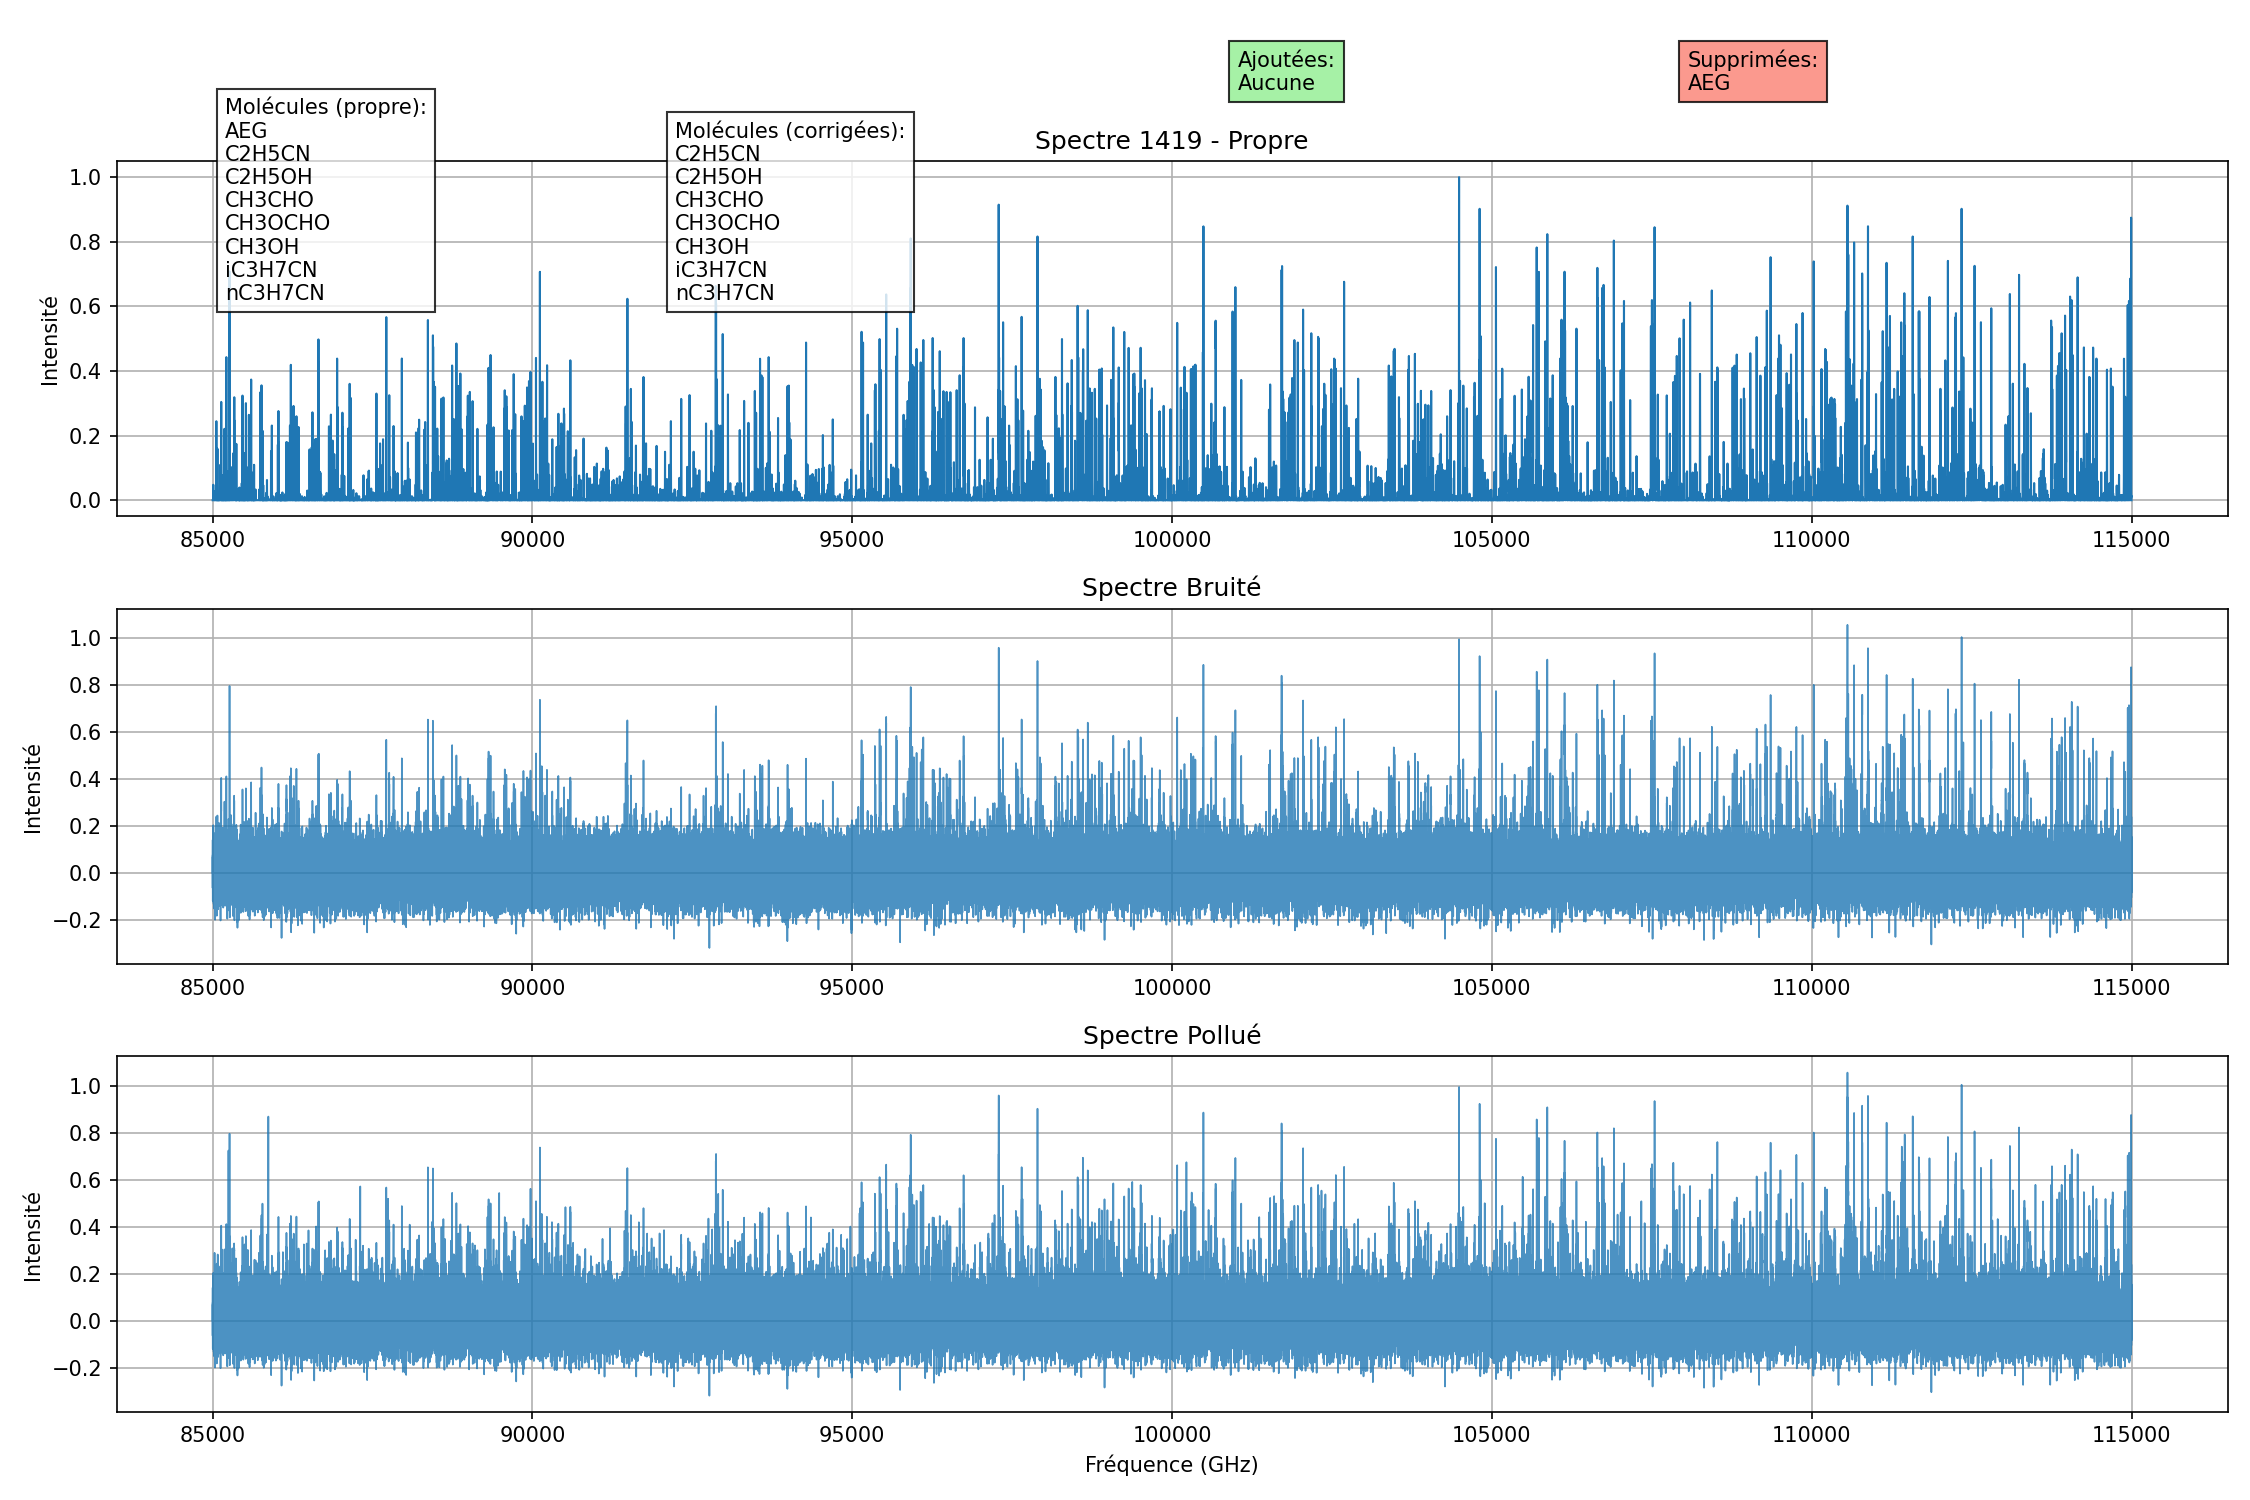 Ajoutées:
Aucune
Supprimées:
AEG
Molécules (propre):
AEG
C2H5CN
C2H5OH
CH3CHO
CH3OCHO
CH3OH
iC3H7CN
nC3H7CN
Molécules (corrigées):
C2H5CN
C2H5OH
CH3CHO
CH3OCHO
CH3OH
iC3H7CN
nC3H7CN
Spectre 1419 - Propre
Intensité
1.0
0.8
0.6
0.4
0.2
0.0
85000 90000 95000 100000 105000 110000 115000
Spectre Bruité
Intensité
1.0
0.8
0.6
0.4
0.2
0.0
−0.2
85000 90000 95000 100000 105000 110000 115000
Spectre Pollué
Intensité
1.0
0.8
0.6
0.4
0.2
0.0
−0.2
85000 90000 95000 100000 105000 110000 115000
Fréquence (GHz)